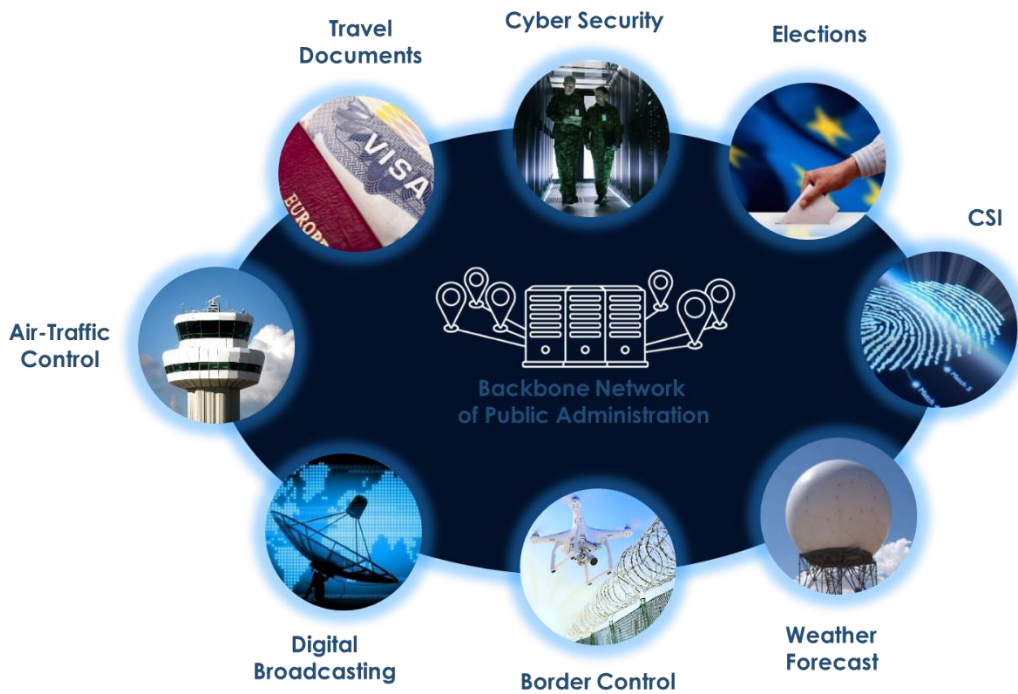 Travel
Documents
Cyber Security
Elections
VISA
EUROPE
CSI
Air-Traffic
Control
Backbone Network
of Public Administration
Digital
Broadcasting
Border Control
Weather
Forecast